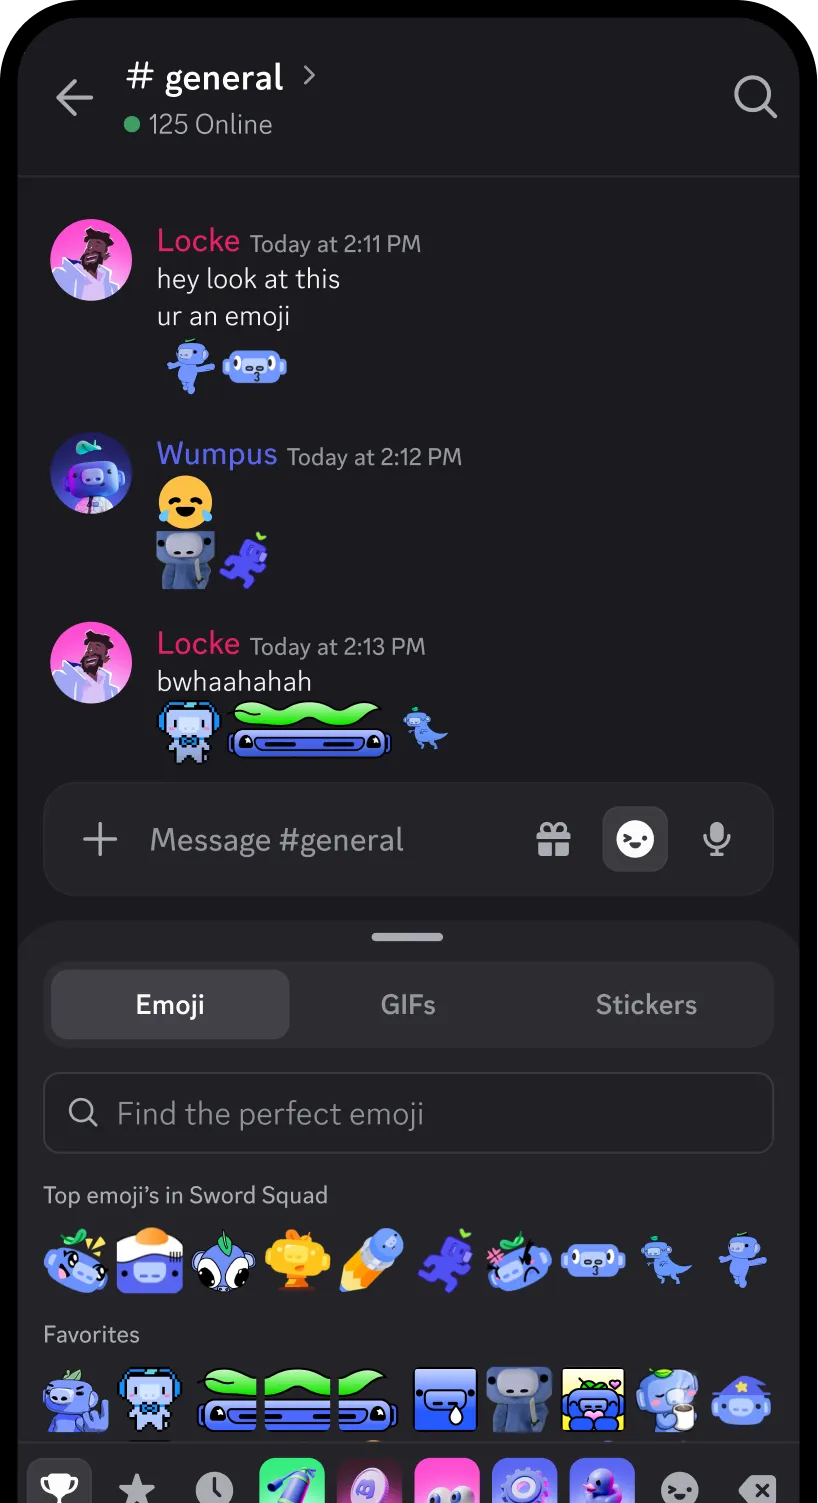 # general
125 Online
Locke Today at 2:11 PM
hey look at this
ur an emoji
Wumpus Today at 2:12 PM
Locke Today at 2:13 PM
bwhaahahah
Message #general
Emoji GIFs Stickers
Find the perfect emoji
Top emoji’s in Sword Squad
Favorites